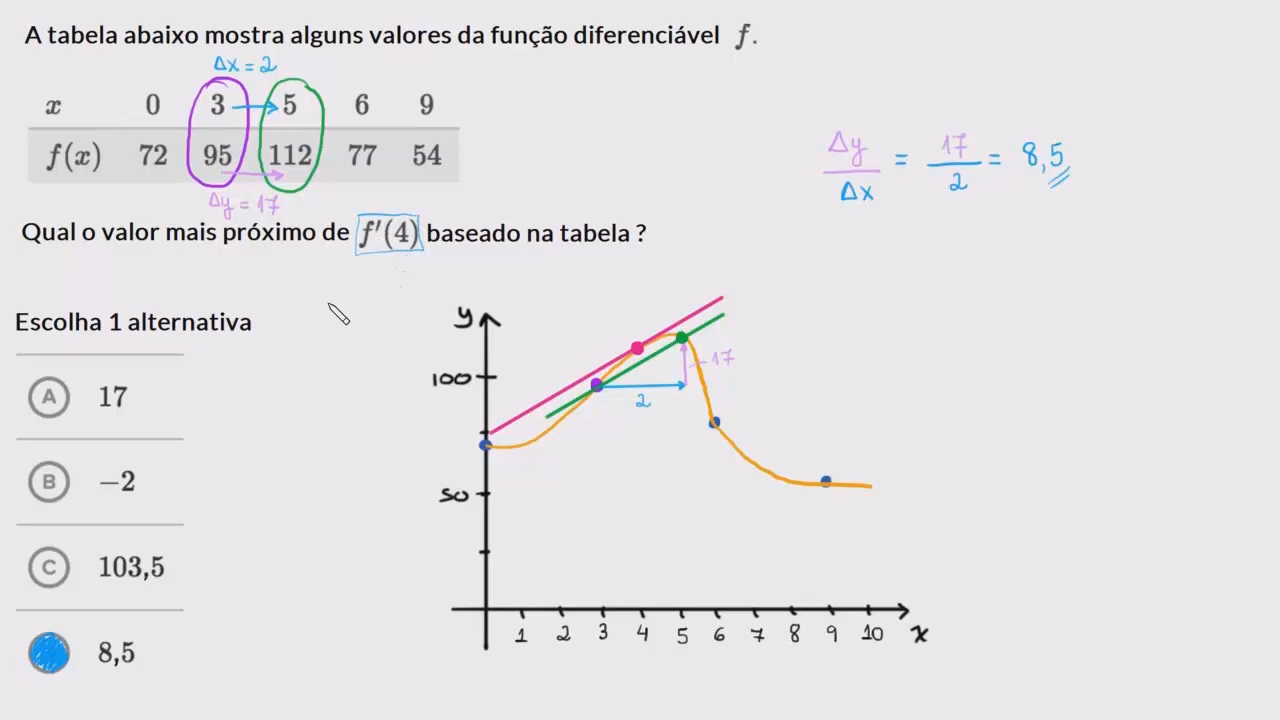 A tabela abaixo mostra alguns valores da função diferenciável f.
Δx = 2
x 0 3 5 6 9
f(x) 72 95 112 77 54
Δy = 17
Δy/Δx = 17/2 = 8,5
Qual o valor mais próximo de f'(4) baseado na tabela ?
Escolha 1 alternativa
A 17
B −2
C 103,5
8,5
y
100
50
17
2
1 2 3 4 5 6 7 8 9 10 x